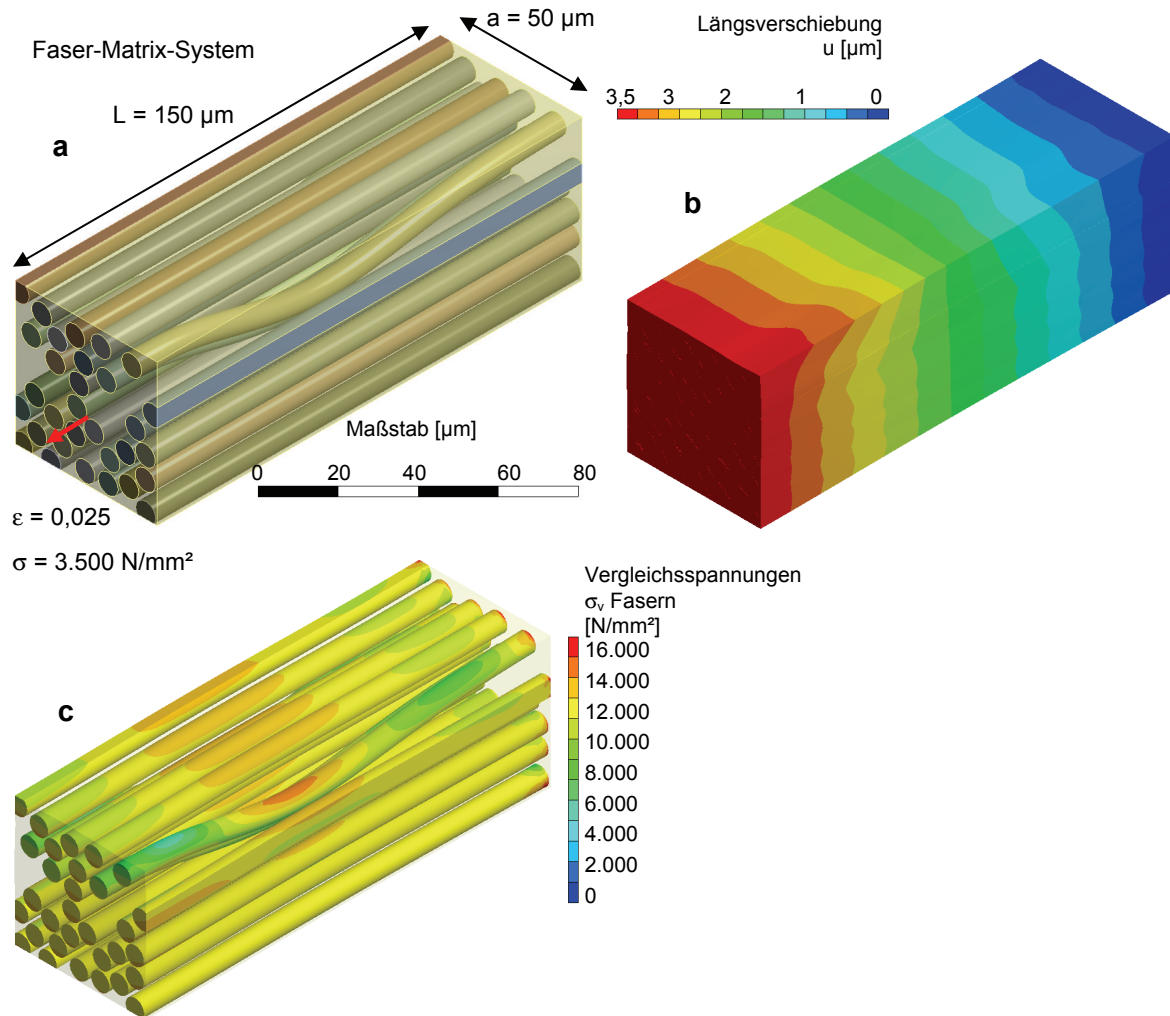 Faser-Matrix-System
a = 50 µm
L = 150 µm
a
Längsverschiebung
u [µm]
3,5 3 2 1 0
b
Maßstab [µm]
0 20 40 60 80
ε = 0,025
σ = 3.500 N/mm²
c
Vergleichsspannungen
σv Fasern
[N/mm²]
16.000
14.000
12.000
10.000
8.000
6.000
4.000
2.000
0